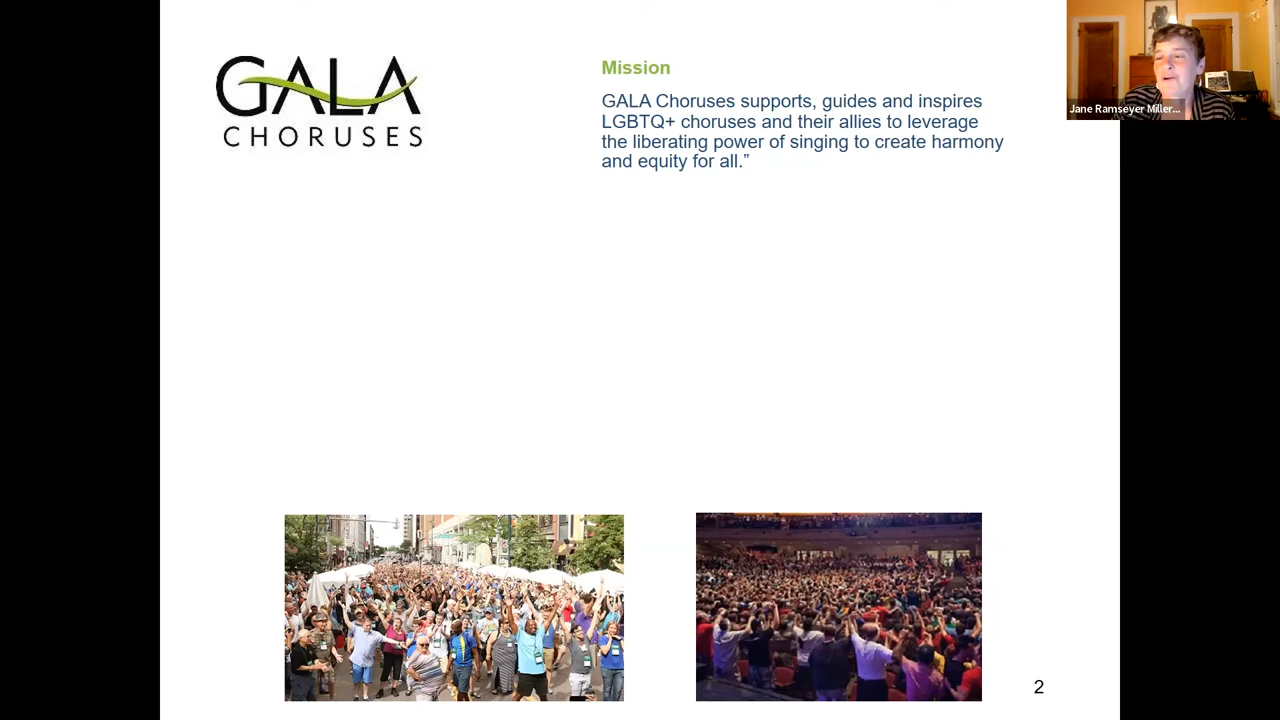 GALA
CHORUSES
Mission
GALA Choruses supports, guides and inspires
LGBTQ+ choruses and their allies to leverage
the liberating power of singing to create harmony
and equity for all.”
Jane Ramseyer Miller...
2